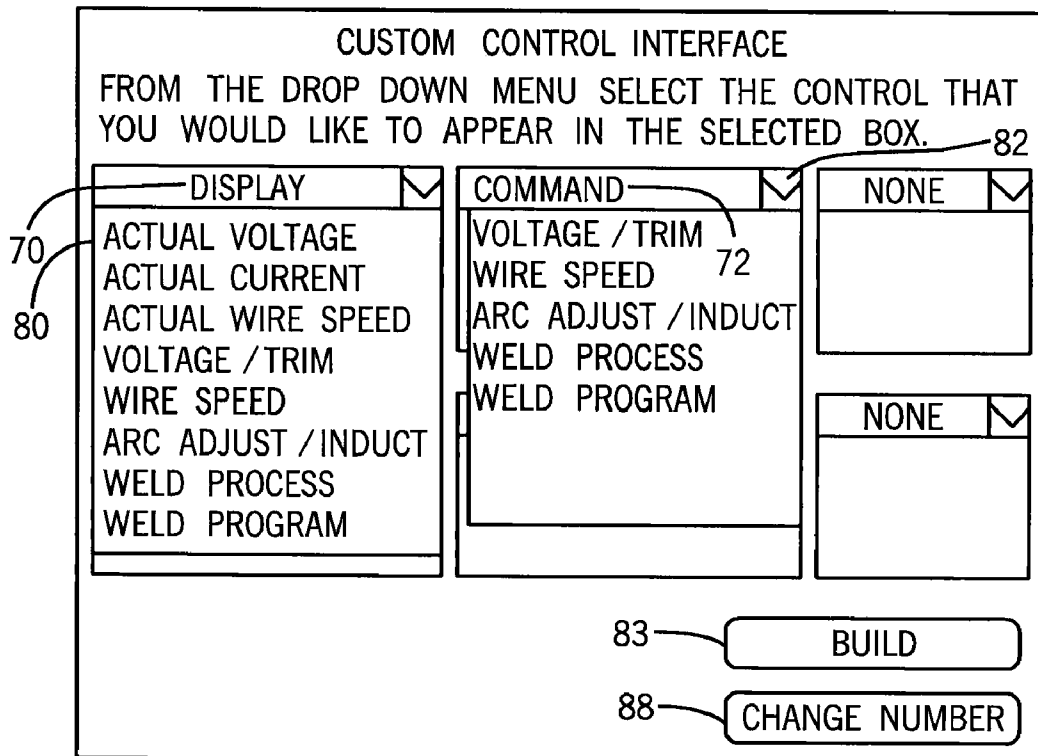 CUSTOM CONTROL INTERFACE
FROM THE DROP DOWN MENU SELECT THE CONTROL THAT
YOU WOULD LIKE TO APPEAR IN THE SELECTED BOX.
82
DISPLAY
COMMAND
NONE
70
80
ACTUAL VOLTAGE
ACTUAL CURRENT
ACTUAL WIRE SPEED
VOLTAGE / TRIM
WIRE SPEED
ARC ADJUST / INDUCT
WELD PROCESS
WELD PROGRAM
VOLTAGE / TRIM
72
WIRE SPEED
ARC ADJUST / INDUCT
WELD PROCESS
WELD PROGRAM
NONE
83
BUILD
88
CHANGE NUMBER